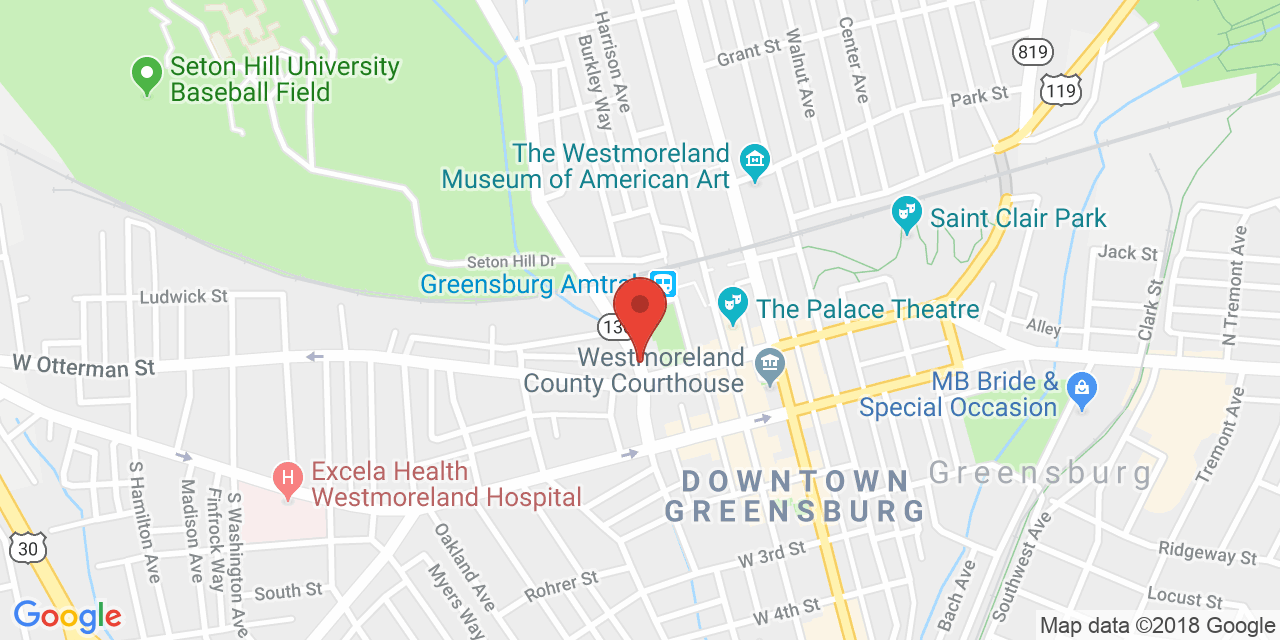 Harrison Ave
Burkley Way
Grant St
Walnut Ave
Center Ave
819
119
Seton Hill University
Baseball Field
Park St
The Westmoreland
Museum of American Art
Saint Clair Park
Jack St
N Tremont Ave
Clark St
Seton Hill Dr
Greensburg Amtrak
Ludwick St
The Palace Theatre
Alley
W Otterman St
Westmoreland
County Courthouse
MB Bride &
Special Occasion
Tremont Ave
Excela Health
Westmoreland Hospital
DOWNTOWN
GREENSBURG
Greensburg
S Hamilton Ave
Madison Ave
Finfrock Way
S Washington Ave
30
South St
Oakland Ave
Myers Way
Rohrer St
W 3rd St
W 4th St
Bach Ave
Southwest Ave
Ridgeway St
Locust St
Google
Map data ©2018 Google